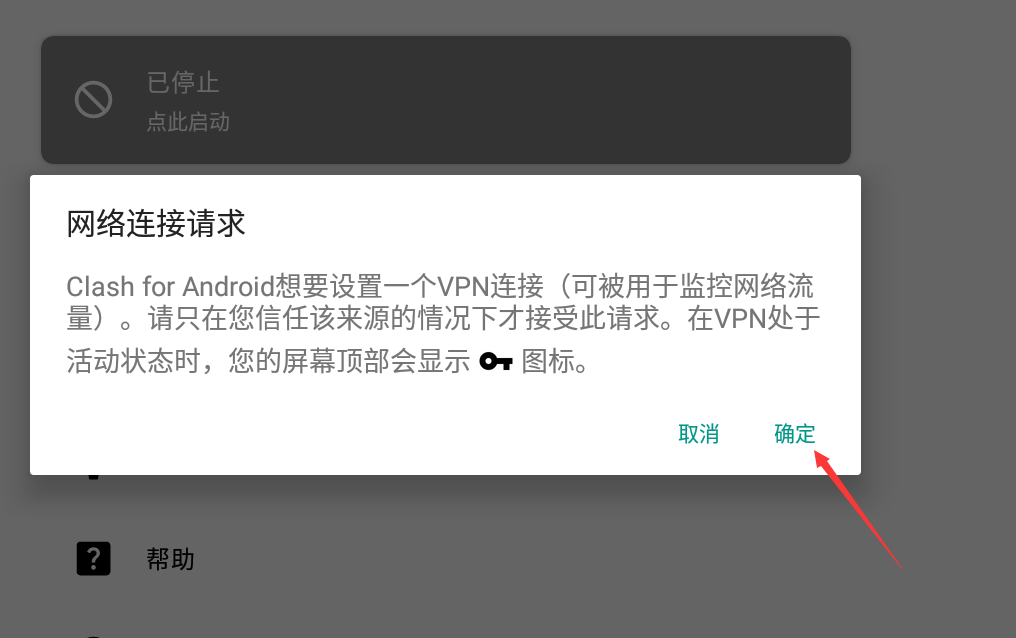 已停止
点此启动
网络连接请求
Clash for Android想要设置一个VPN连接（可被用于监控网络流
量）。请只在您信任该来源的情况下才接受此请求。在VPN处于
活动状态时，您的屏幕顶部会显示 图标。
取消 确定
帮助